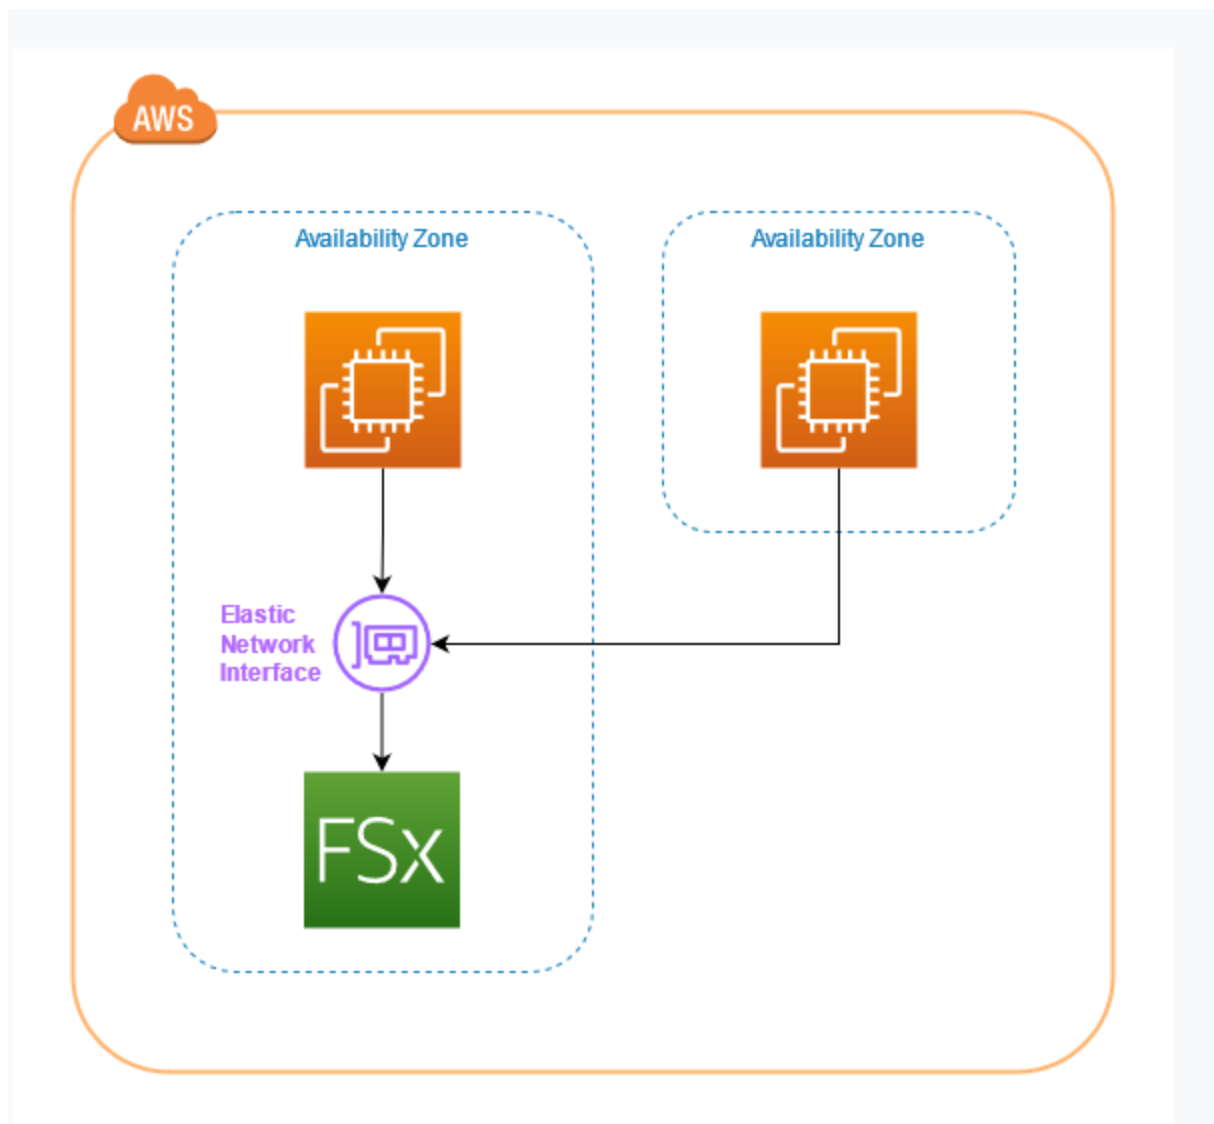 AWS
Availability Zone
Availability Zone
Elastic
Network
Interface
FSx